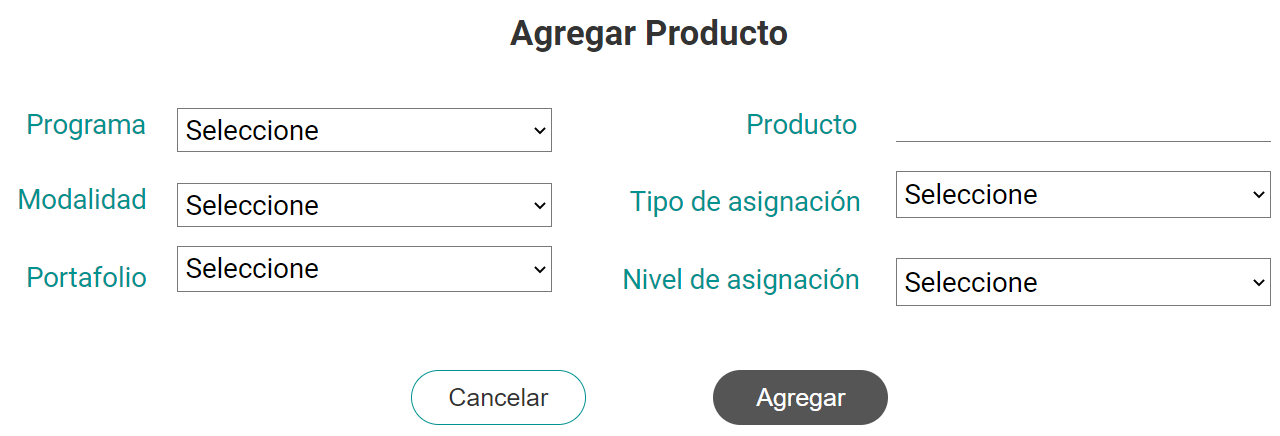 Agregar Producto
Programa Seleccione Producto
Modalidad Seleccione Tipo de asignación Seleccione
Portafolio Seleccione Nivel de asignación Seleccione
Cancelar Agregar